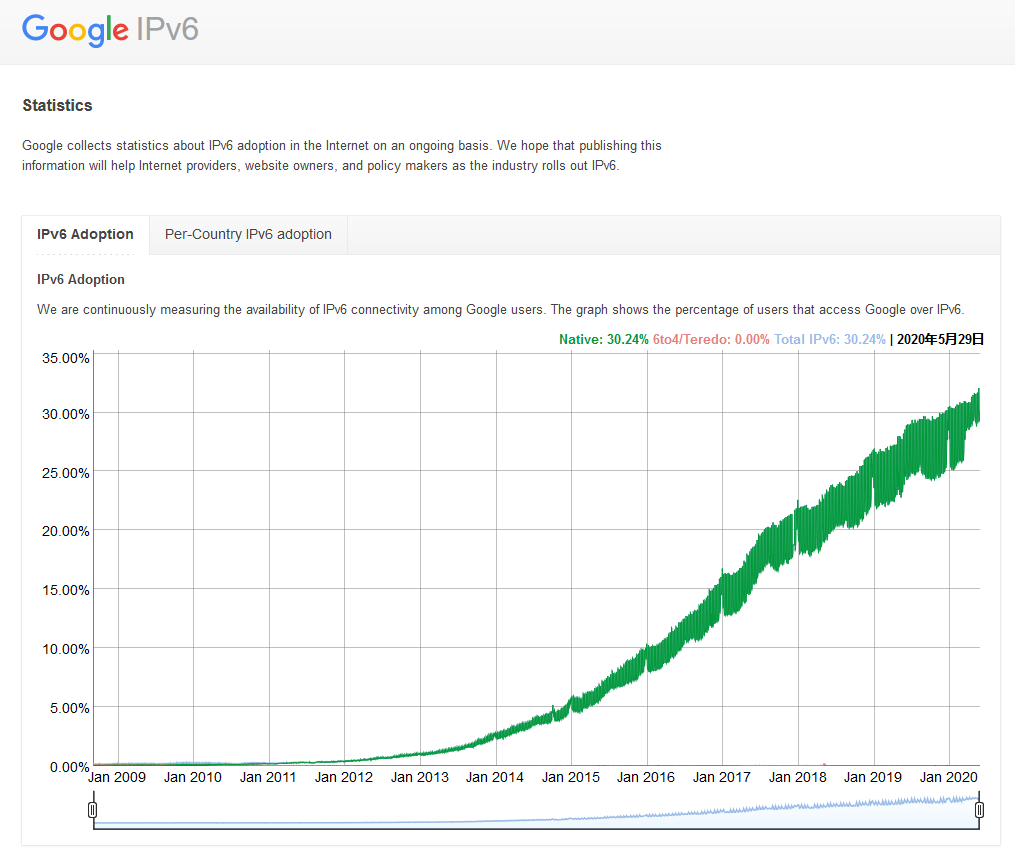 Google IPv6
Statistics
Google collects statistics about IPv6 adoption in the Internet on an ongoing basis. We hope that publishing this
information will help Internet providers, website owners, and policy makers as the industry rolls out IPv6.
IPv6 Adoption
Per-Country IPv6 adoption
IPv6 Adoption
We are continuously measuring the availability of IPv6 connectivity among Google users. The graph shows the percentage of users that access Google over IPv6.
Native: 30.24% 6to4/Teredo: 0.00% Total IPv6: 30.24% | 2020年5月29日
35.00%
30.00%
25.00%
20.00%
15.00%
10.00%
5.00%
0.00%
Jan 2009 Jan 2010 Jan 2011 Jan 2012 Jan 2013 Jan 2014 Jan 2015 Jan 2016 Jan 2017 Jan 2018 Jan 2019 Jan 2020